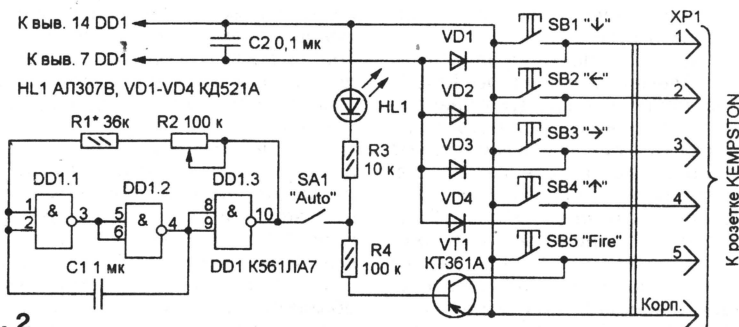 К выв. 14 DD1
К выв. 7 DD1
C2 0,1 мк
HL1 АЛ307В, VD1-VD4 КД521А
R1* 36к
R2 100 к
DD1.1
DD1.2
DD1.3
1
2
&
3
5
6
&
4
8
9
&
10
C1 1 мк
DD1 К561ЛА7
SA1
"Auto"
HL1
R3
10 к
R4
100 к
VD1
VD2
VD3
VD4
VT1
КТ361А
SB1 "↓"
SB2 "←"
SB3 "→"
SB4 "↑"
SB5 "Fire"
XP1
1
2
3
4
5
Корп.
К розетке KEMPSTON
2